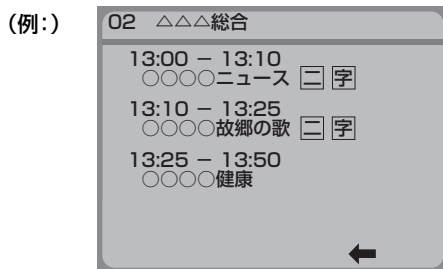 (例:)
02 △△△総合
13:00 － 13:10
○○○○ニュース 二 字
13:10 － 13:25
○○○○故郷の歌 二 字
13:25 － 13:50
○○○○健康